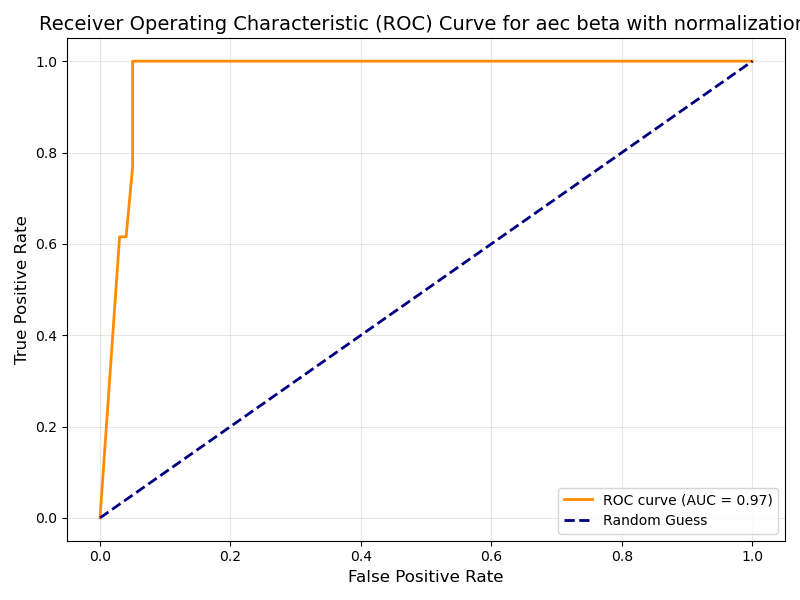 Receiver Operating Characteristic (ROC) Curve for aec beta with normalization
1.0
0.8
0.6
0.4
0.2
0.0
True Positive Rate
0.0 0.2 0.4 0.6 0.8 1.0
False Positive Rate
ROC curve (AUC = 0.97)
Random Guess